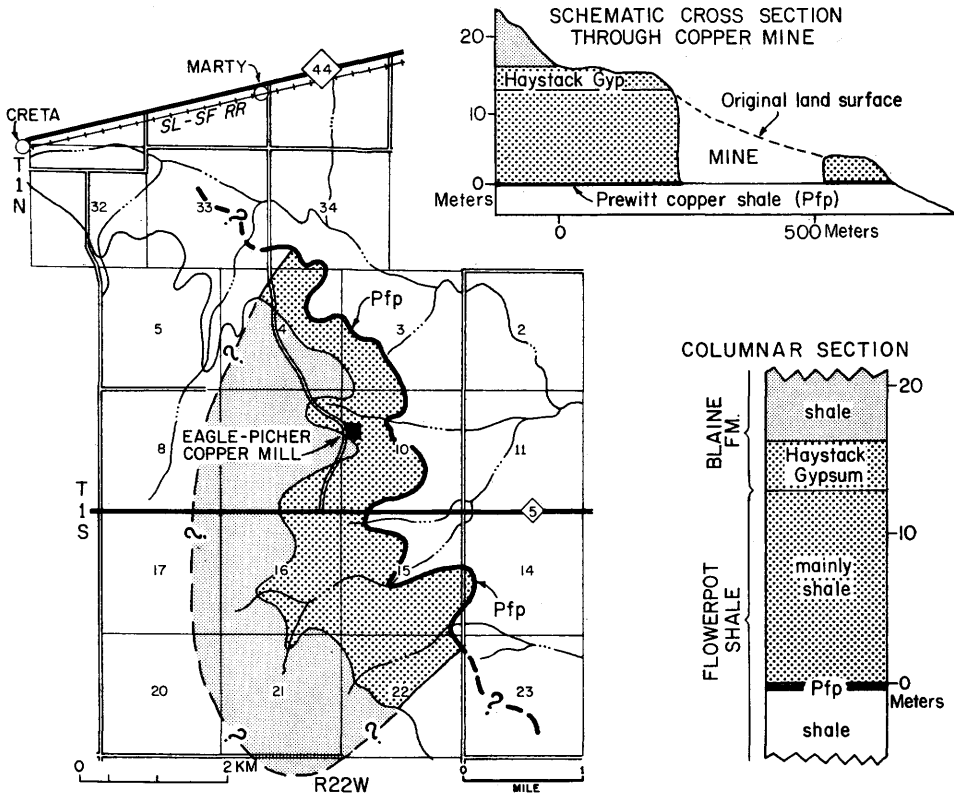 SCHEMATIC CROSS SECTION
THROUGH COPPER MINE
20
10
Meters
0
Haystack Gyp
Original land surface
MINE
Prewitt copper shale (Pfp)
0
500 Meters
MARTY
44
CRETA
SL-SF RR
T
1
N
32
33
?
34
5
4
Pfp
3
2
?
8
EAGLE-PICHER
COPPER MILL
10
11
T
1
S
5
?
17
16
15
14
Pfp
20
21
22
23
?
?
?
0
2 KM
R22W
0
1
MILE
COLUMNAR SECTION
BLAINE
FM.
FLOWERPOT
SHALE
shale
Haystack
Gypsum
mainly
shale
Pfp
shale
20
10
0
Meters